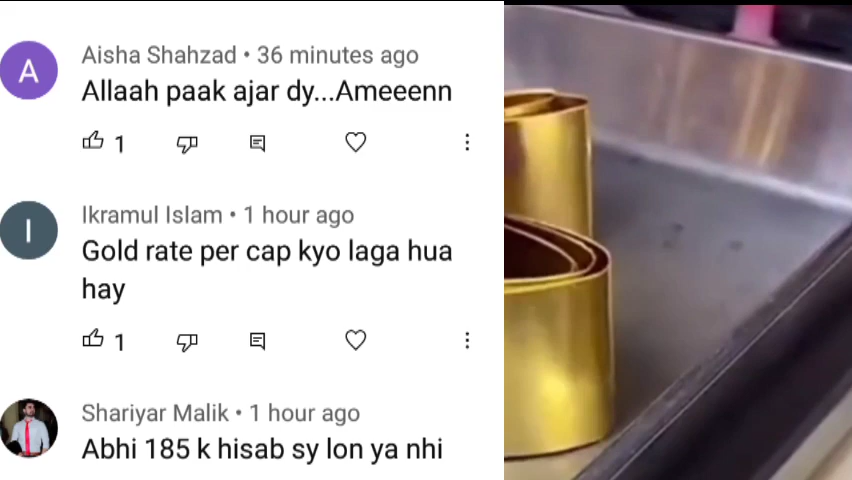 A
Aisha Shahzad • 36 minutes ago
Allaah paak ajar dy...Ameeenn
1
I
Ikramul Islam • 1 hour ago
Gold rate per cap kyo laga hua
hay
1
Shariyar Malik • 1 hour ago
Abhi 185 k hisab sy lon ya nhi